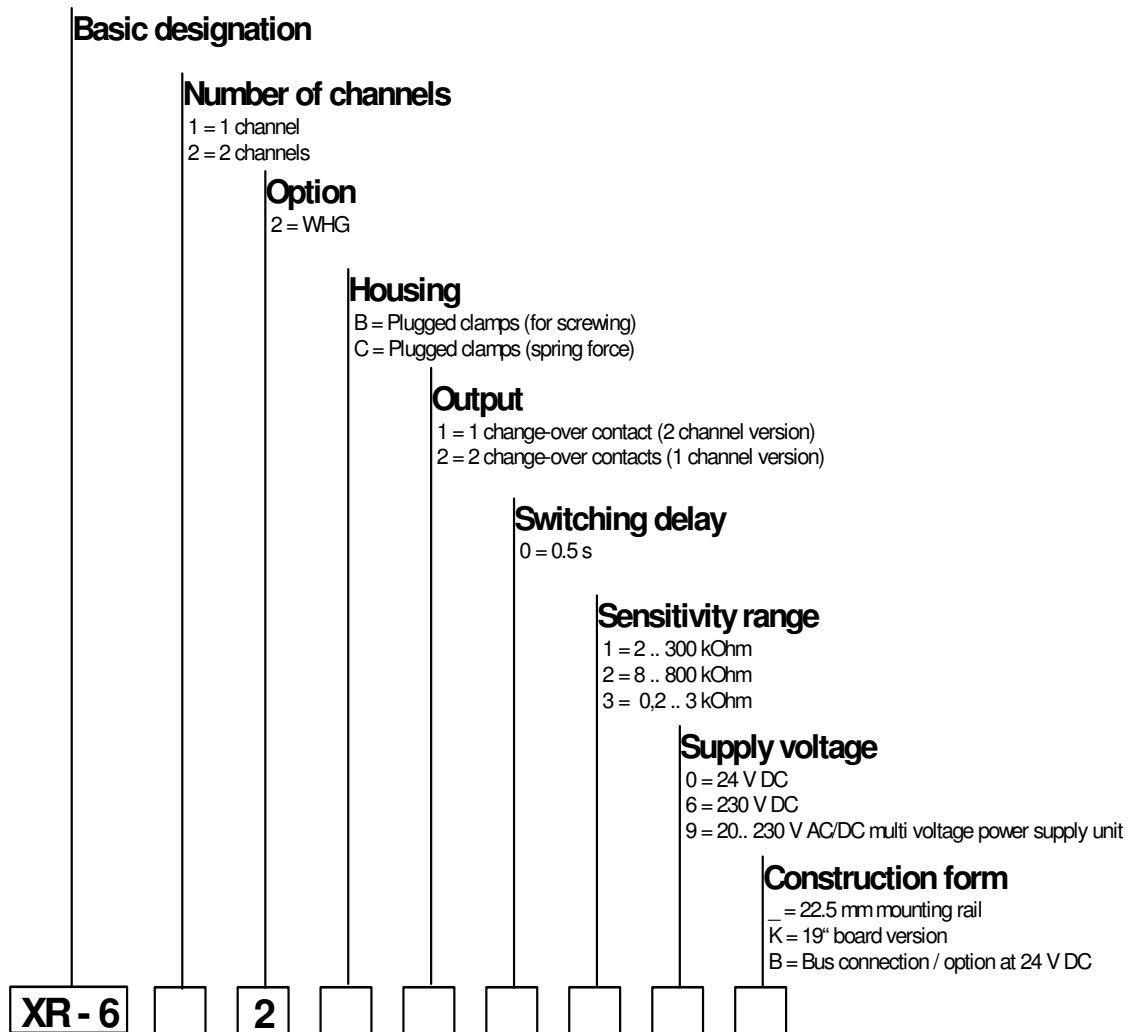 Basic designation
Number of channels
1 = 1 channel
2 = 2 channels
Option
2 = WHG
Housing
B = Plugged clamps (for screwing)
C = Plugged clamps (spring force)
Output
1 = 1 change-over contact (2 channel version)
2 = 2 change-over contacts (1 channel version)
Switching delay
0 = 0.5 s
Sensitivity range
1 = 2 .. 300 kOhm
2 = 8 .. 800 kOhm
3 = 0,2 .. 3 kOhm
Supply voltage
0 = 24 V DC
6 = 230 V DC
9 = 20.. 230 V AC/DC multi voltage power supply unit
Construction form
_ = 22.5 mm mounting rail
K = 19“ board version
B = Bus connection / option at 24 V DC
XR - 6 2